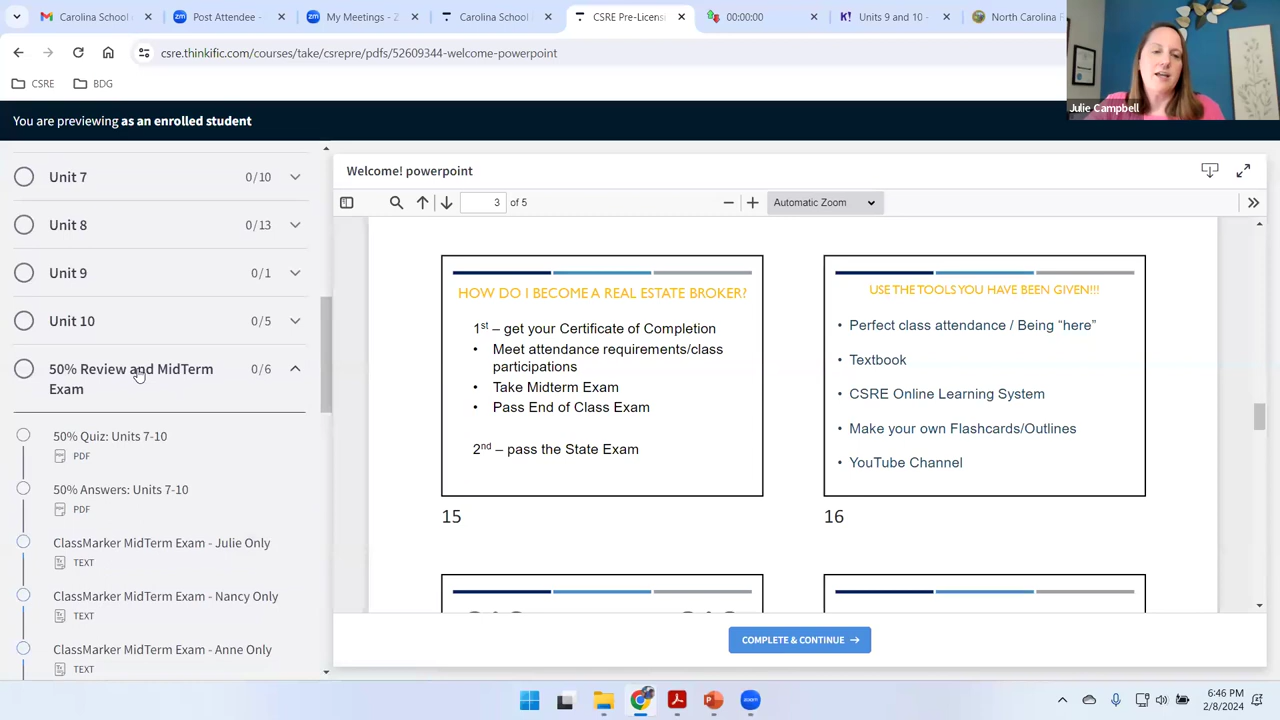 Carolina School
Post Attendee -
My Meetings - Z
Carolina School
CSRE Pre-Licens
00:00:00
Units 9 and 10 -
North Carolina R
csre.thinkific.com/courses/take/csrepre/pdfs/52609344-welcome-powerpoint
CSRE
BDG
Julie Campbell
You are previewing as an enrolled student
Unit 7 0/10
Unit 8 0/13
Unit 9 0/1
Unit 10 0/5
50% Review and MidTerm
Exam
0/6
50% Quiz: Units 7-10
PDF
50% Answers: Units 7-10
PDF
ClassMarker MidTerm Exam - Julie Only
TEXT
ClassMarker MidTerm Exam - Nancy Only
TEXT
ClassMarker MidTerm Exam - Anne Only
TEXT
Welcome! powerpoint
3 of 5
Automatic Zoom
HOW DO I BECOME A REAL ESTATE BROKER?
1st – get your Certificate of Completion
• Meet attendance requirements/class
participations
• Take Midterm Exam
• Pass End of Class Exam
2nd – pass the State Exam
15
USE THE TOOLS YOU HAVE BEEN GIVEN!!!
• Perfect class attendance / Being “here”
• Textbook
• CSRE Online Learning System
• Make your own Flashcards/Outlines
• YouTube Channel
16
COMPLETE & CONTINUE →
6:46 PM
2/8/2024